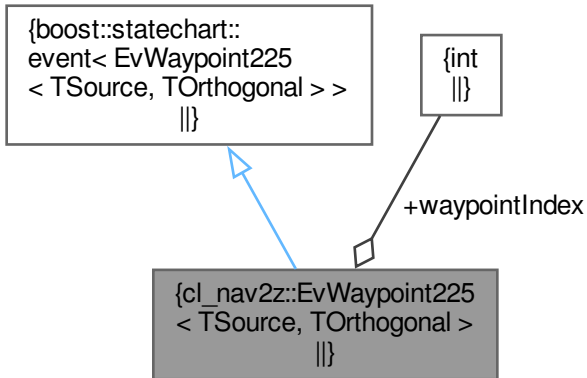 {boost::statechart::
event< EvWaypoint225
< TSource, TOrthogonal > >
||}
{int
||}
+waypointIndex
{cl_nav2z::EvWaypoint225
< TSource, TOrthogonal >
||}